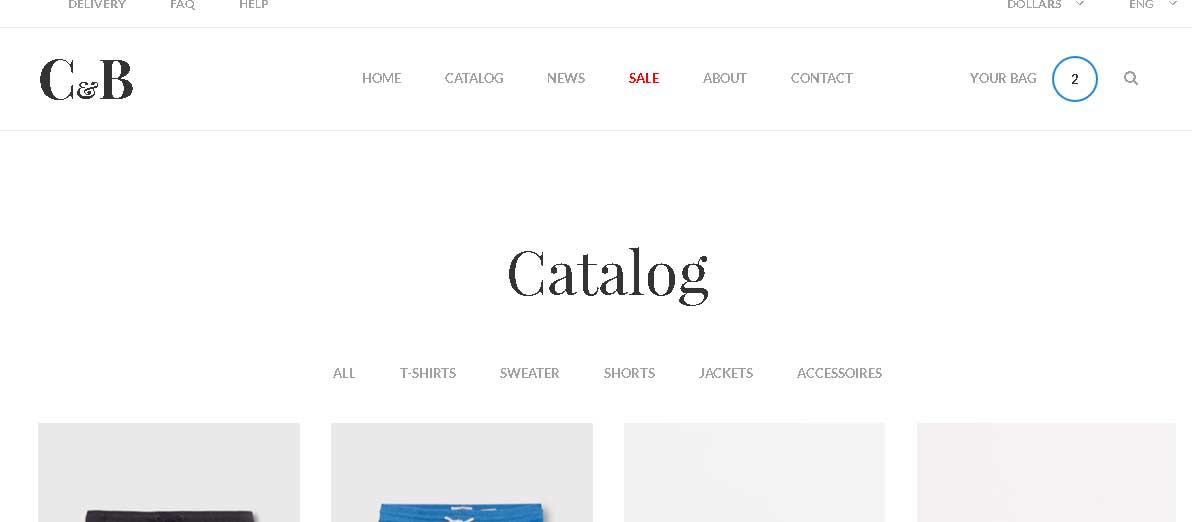 DELIVERY FAQ HELP DOLLARS ENG
C&B HOME CATALOG NEWS SALE ABOUT CONTACT YOUR BAG 2
Catalog
ALL T-SHIRTS SWEATER SHORTS JACKETS ACCESSOIRES